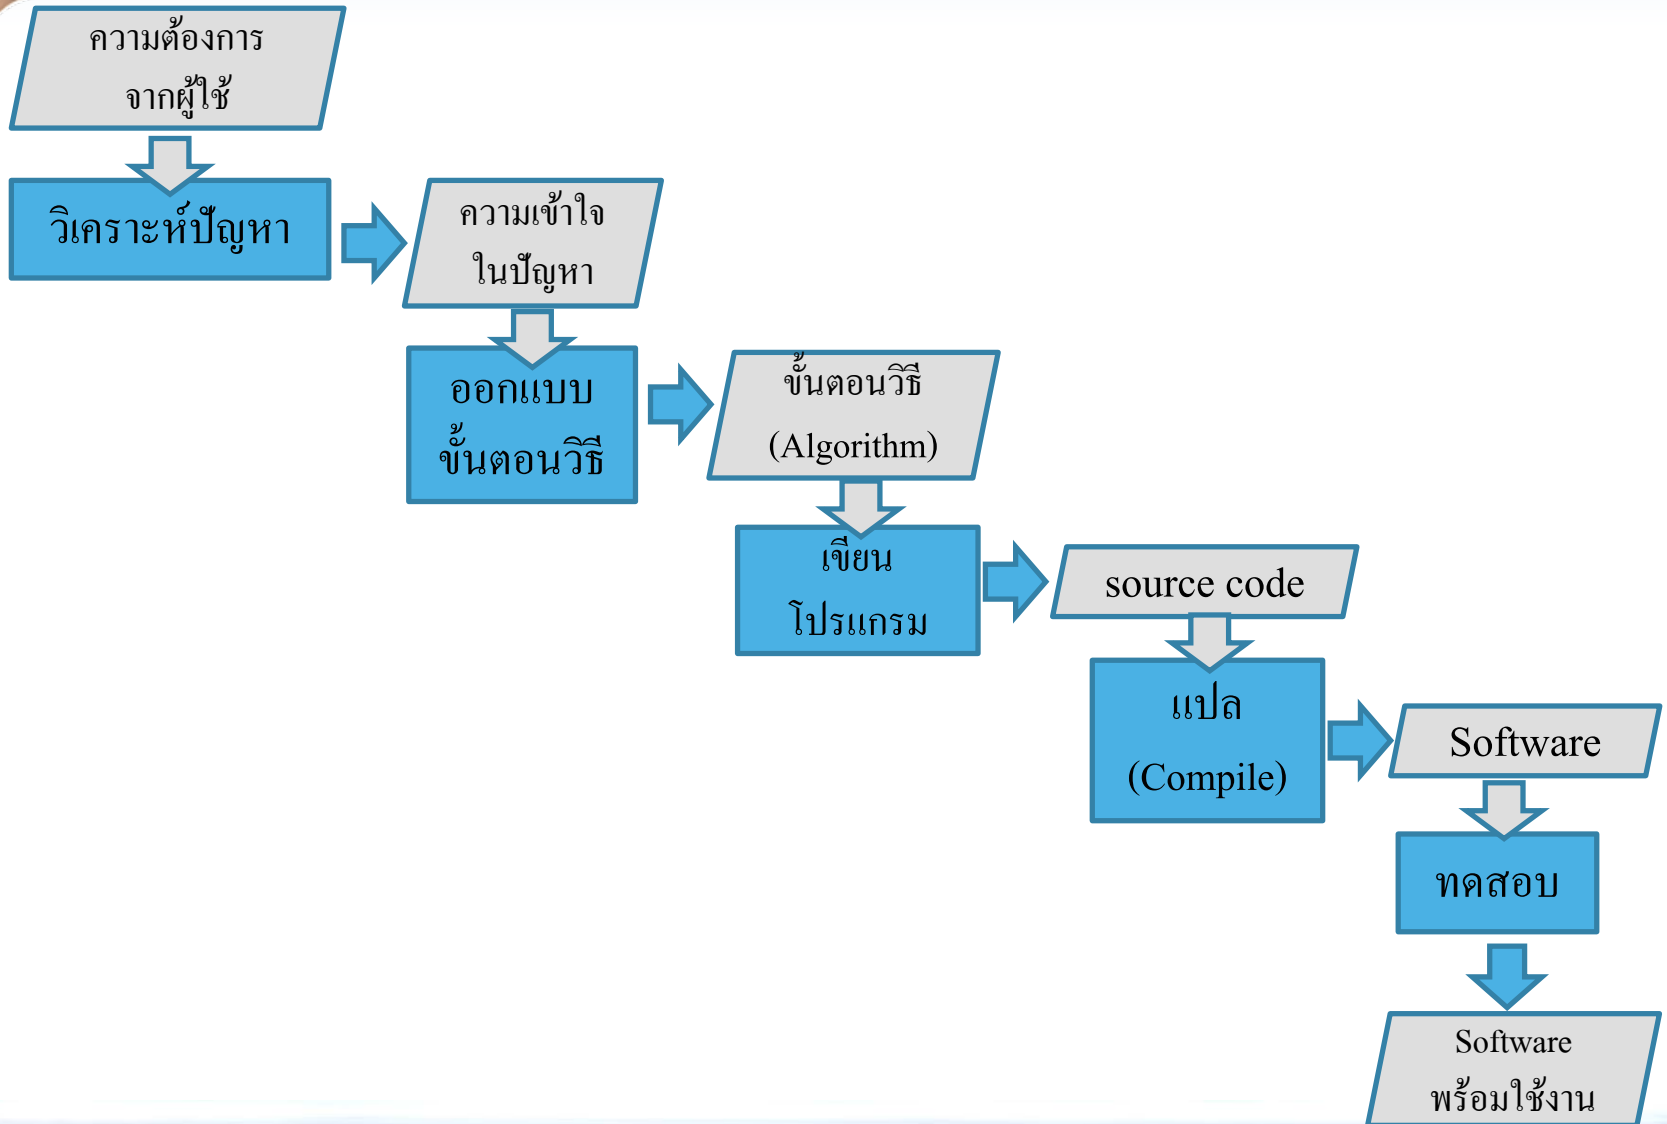 ความต้องการ
จากผู้ใช้
วิเคราะห์ปัญหา
ความเข้าใจ
ในปัญหา
ออกแบบ
ขั้นตอนวิธี
ขั้นตอนวิธี
(Algorithm)
เขียน
โปรแกรม
source code
แปล
(Compile)
Software
ทดสอบ
Software
พร้อมใช้งาน